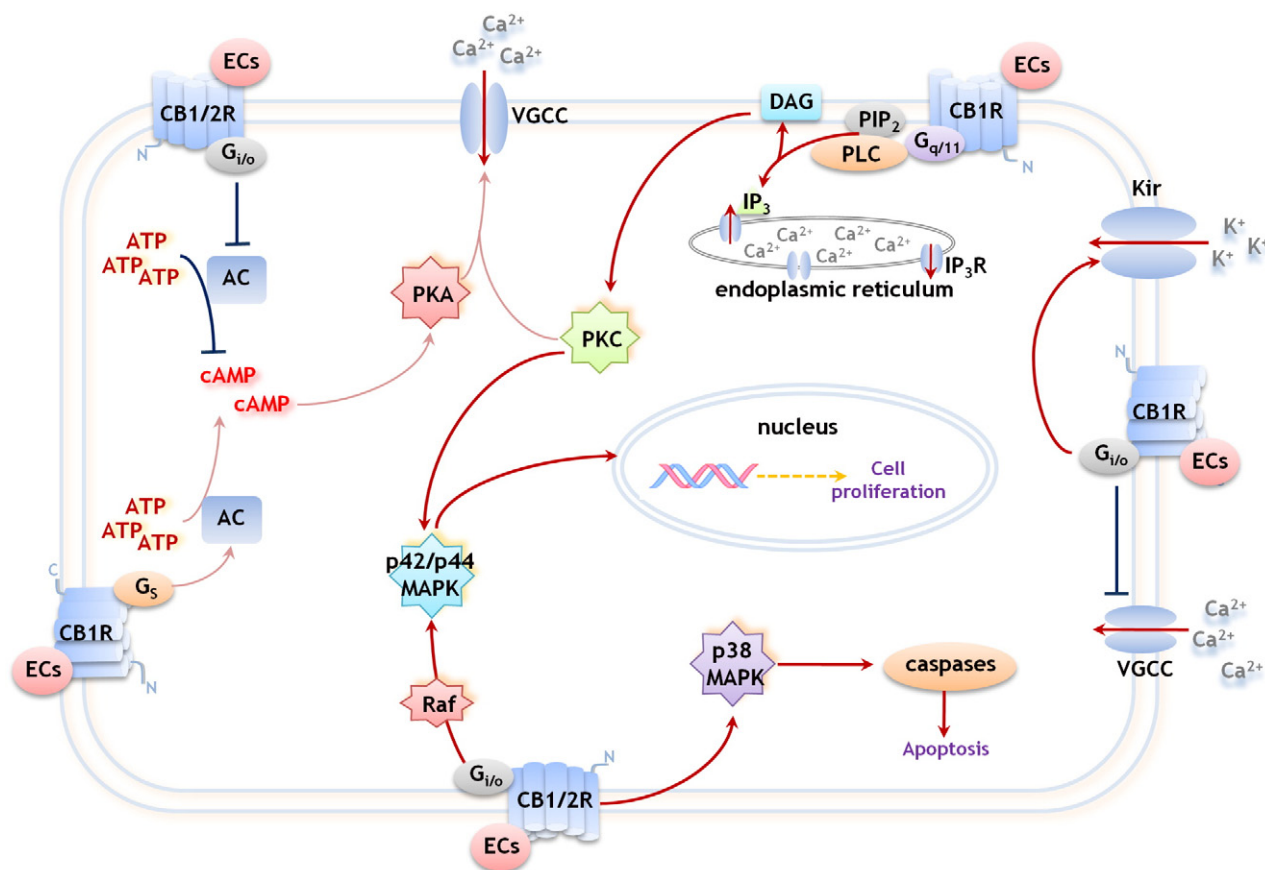 ECs
CB1/2R
N
Gi/o
Ca2+
Ca2+
Ca2+
VGCC
DAG
PIP2
PLC
Gq/11
CB1R
ECs
N
ATP
ATP
ATP
AC
cAMP
cAMP
PKA
PKC
IP3
Ca2+
Ca2+
Ca2+
Ca2+
Ca2+
IP3R
endoplasmic reticulum
Kir
K+
K+
K+
N
CB1R
Gi/o
ECs
nucleus
Cell
proliferation
ATP
ATP
ATP
AC
C
GS
CB1R
ECs
N
p42/p44
MAPK
Raf
Gi/o
CB1/2R
N
ECs
p38
MAPK
caspases
Apoptosis
VGCC
Ca2+
Ca2+
Ca2+